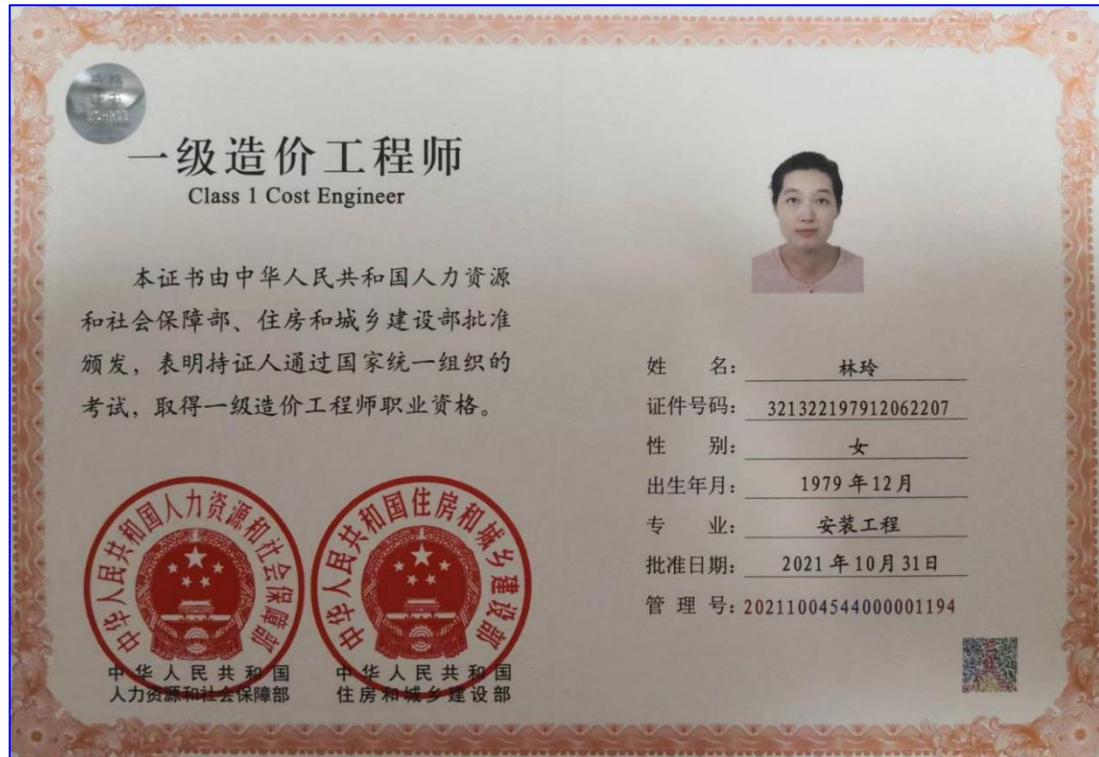 一级造价工程师
Class 1 Cost Engineer
本证书由中华人民共和国人力资源
和社会保障部、住房和城乡建设部批准
颁发，表明持证人通过国家统一组织的
考试，取得一级造价工程师职业资格。
中华人民共和国人力资源和社会保障部
中华人民共和国住房和城乡建设部
中华人民共和国
人力资源和社会保障部
中华人民共和国
住房和城乡建设部
姓 名：林玲
证件号码：321322197912062207
性 别：女
出生年月：1979年12月
专 业：安装工程
批准日期：2021年10月31日
管 理 号：20211004544000001194